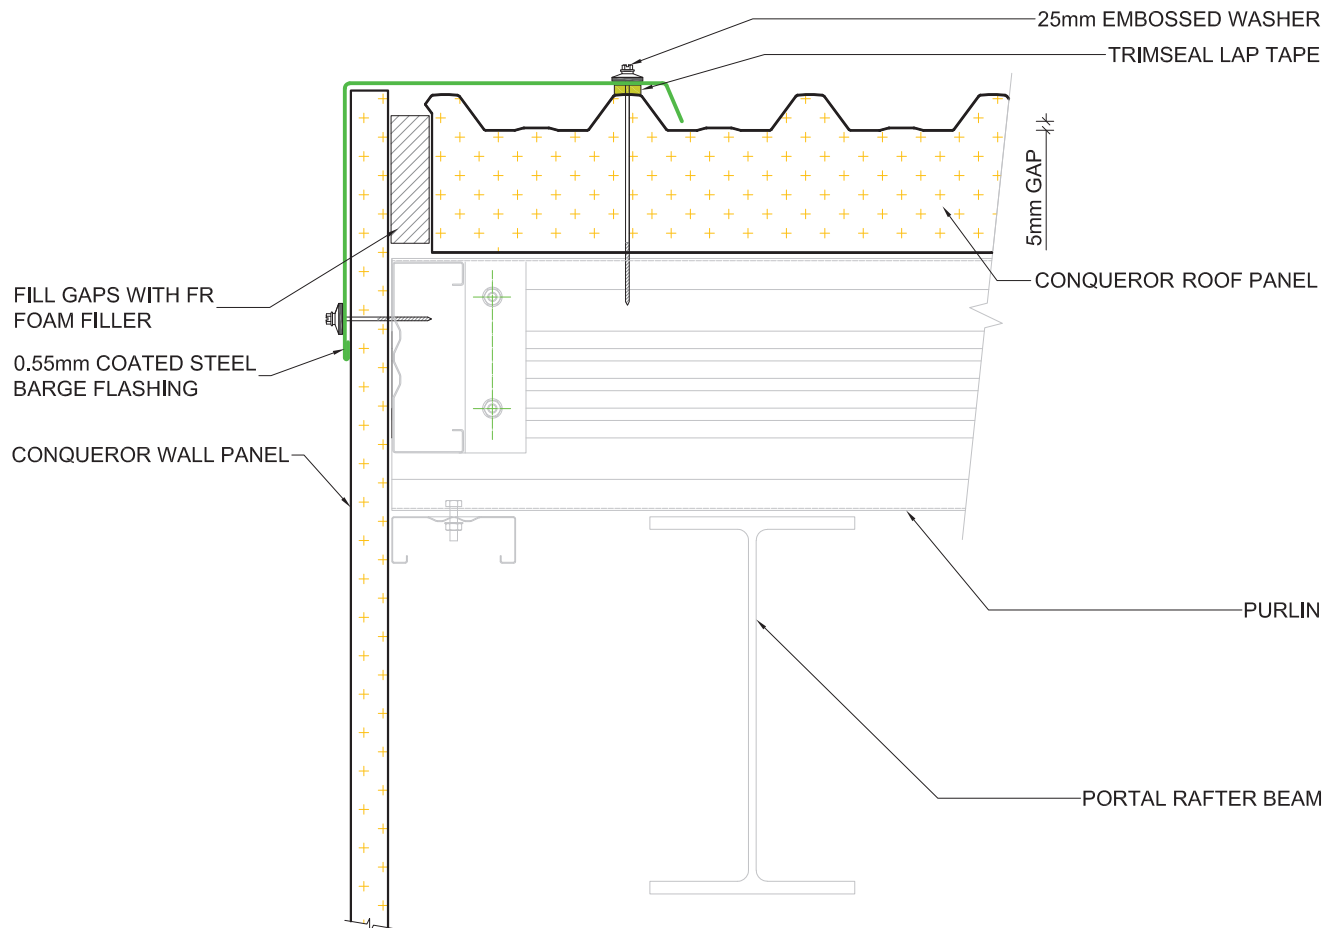 25mm EMBOSSED WASHER
TRIMSEAL LAP TAPE
5mm GAP
CONQUEROR ROOF PANEL
FILL GAPS WITH FR
FOAM FILLER
0.55mm COATED STEEL
BARGE FLASHING
CONQUEROR WALL PANEL
PURLIN
PORTAL RAFTER BEAM